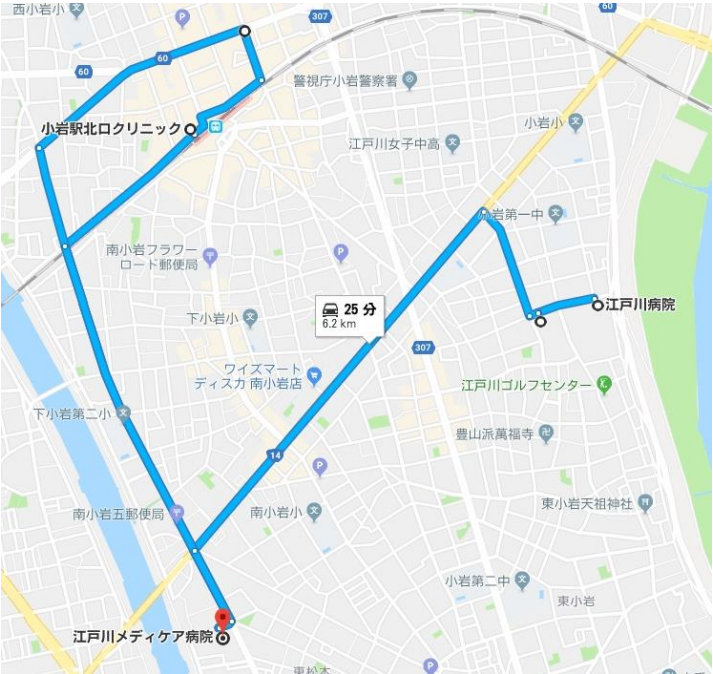 西小岩小
307
60
60
60
警視庁小岩警察署
小岩駅北口クリニック
小岩小
江戸川女子中高
小岩第一中
南小岩フラワー
ロード郵便局
25 分
6.2 km
江戸川病院
下小岩小
307
ワイズマート
ディスカ 南小岩店
江戸川ゴルフセンター
下小岩第二小
豊山派萬福寺
14
南小岩五郵便局
南小岩小
東小岩天祖神社
小岩第二中
東小岩
江戸川メディケア病院
東松本